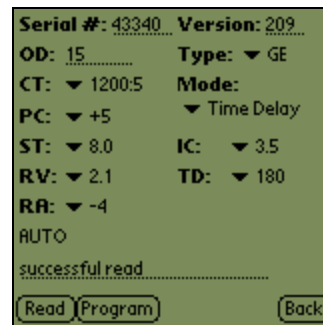 Serial #: 43340 Version: 209
OD: 15 Type: GE
CT: 1200:5 Mode:
PC: +5 Time Delay
ST: 8.0 IC: 3.5
RV: 2.1 TD: 180
RA: -4
AUTO
successful read
Read Program Back